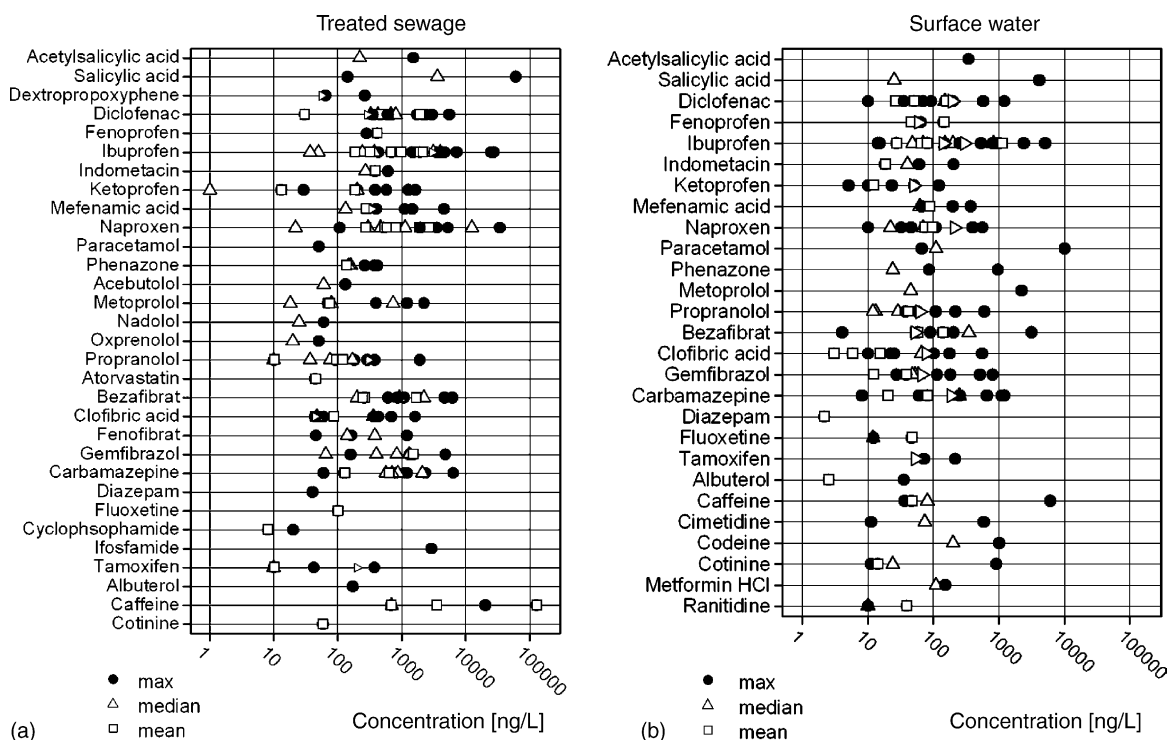 Treated sewage
Acetylsalicylic acid
Salicylic acid
Dextropropoxyphene
Diclofenac
Fenoprofen
Ibuprofen
Indometacin
Ketoprofen
Mefenamic acid
Naproxen
Paracetamol
Phenazone
Acebutolol
Metoprolol
Nadolol
Oxprenolol
Propranolol
Atorvastatin
Bezafibrat
Clofibric acid
Fenofibrat
Gemfibrazol
Carbamazepine
Diazepam
Fluoxetine
Cyclophsophamide
Ifosfamide
Tamoxifen
Albuterol
Caffeine
Cotinine
1 10 100 1000 10000 100000
max
median
mean
Concentration [ng/L]
(a)
Surface water
Acetylsalicylic acid
Salicylic acid
Diclofenac
Fenoprofen
Ibuprofen
Indometacin
Ketoprofen
Mefenamic acid
Naproxen
Paracetamol
Phenazone
Metoprolol
Propranolol
Bezafibrat
Clofibric acid
Gemfibrazol
Carbamazepine
Diazepam
Fluoxetine
Tamoxifen
Albuterol
Caffeine
Cimetidine
Codeine
Cotinine
Metformin HCl
Ranitidine
1 10 100 1000 10000 100000
max
median
mean
Concentration [ng/L]
(b)